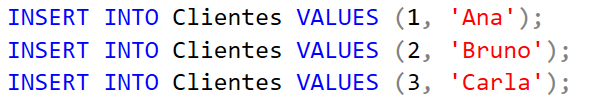 INSERT INTO Clientes VALUES (1, 'Ana');
INSERT INTO Clientes VALUES (2, 'Bruno');
INSERT INTO Clientes VALUES (3, 'Carla');